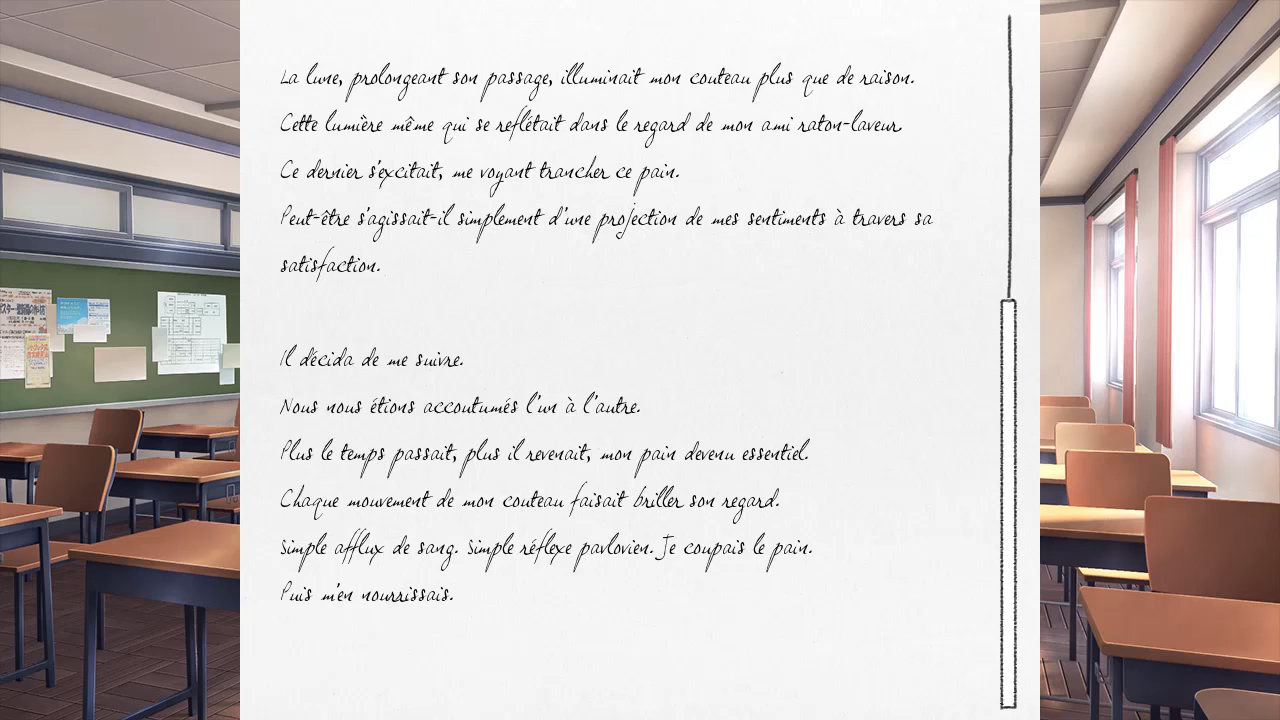 La lune, prolongeant son passage, illuminait mon couteau plus que de raison.
Cette lumière même qui se reflétait dans le regard de mon ami raton-laveur.
Ce dernier s'excitait, me voyant trancher ce pain.
Peut-être s'agissait-il simplement d'une projection de mes sentiments à travers sa
satisfaction.
Il décida de me suivre.
Nous nous étions accoutumés l'un à l'autre.
Plus le temps passait, plus il revenait, mon pain devenu essentiel.
Chaque mouvement de mon couteau faisait briller son regard.
Simple afflux de sang. Simple réflexe pavlovien. Je coupais le pain.
Puis m'en nourrissais.